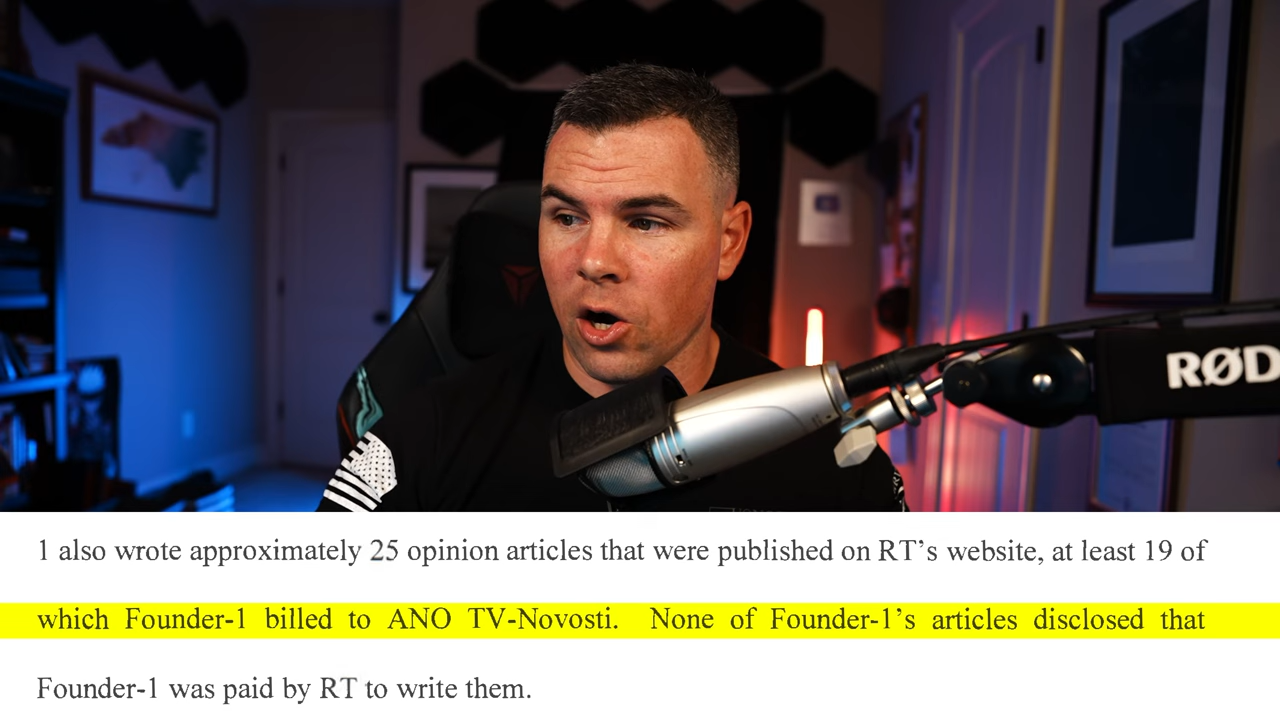 RØD
1 also wrote approximately 25 opinion articles that were published on RT’s website, at least 19 of
which Founder-1 billed to ANO TV-Novosti. None of Founder-1’s articles disclosed that
Founder-1 was paid by RT to write them.